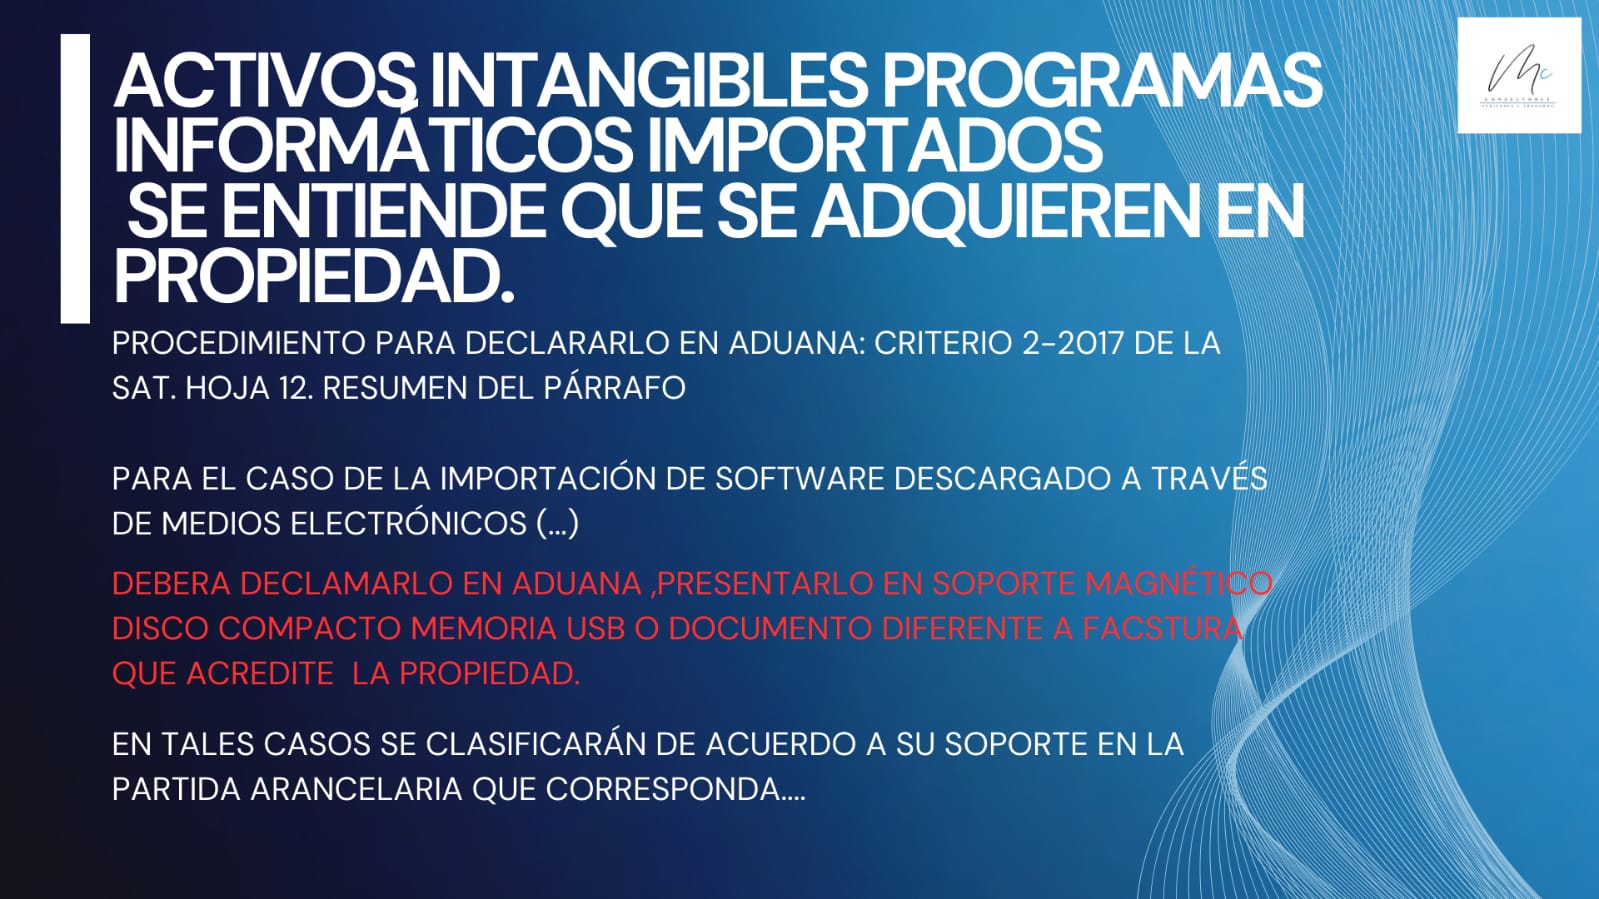 ACTIVOS INTANGIBLES PROGRAMAS
INFORMÁTICOS IMPORTADOS
SE ENTIENDE QUE SE ADQUIEREN EN
PROPIEDAD.
PROCEDIMIENTO PARA DECLARARLO EN ADUANA: CRITERIO 2-2017 DE LA
SAT. HOJA 12. RESUMEN DEL PÁRRAFO
PARA EL CASO DE LA IMPORTACIÓN DE SOFTWARE DESCARGADO A TRAVÉS
DE MEDIOS ELECTRÓNICOS (...)
DEBERA DECLAMARLO EN ADUANA ,PRESENTARLO EN SOPORTE MAGNÉTICO
DISCO COMPACTO MEMORIA USB O DOCUMENTO DIFERENTE A FACSTURA
QUE ACREDITE LA PROPIEDAD.
EN TALES CASOS SE CLASIFICARÁN DE ACUERDO A SU SOPORTE EN LA
PARTIDA ARANCELARIA QUE CORRESPONDA....
Mc